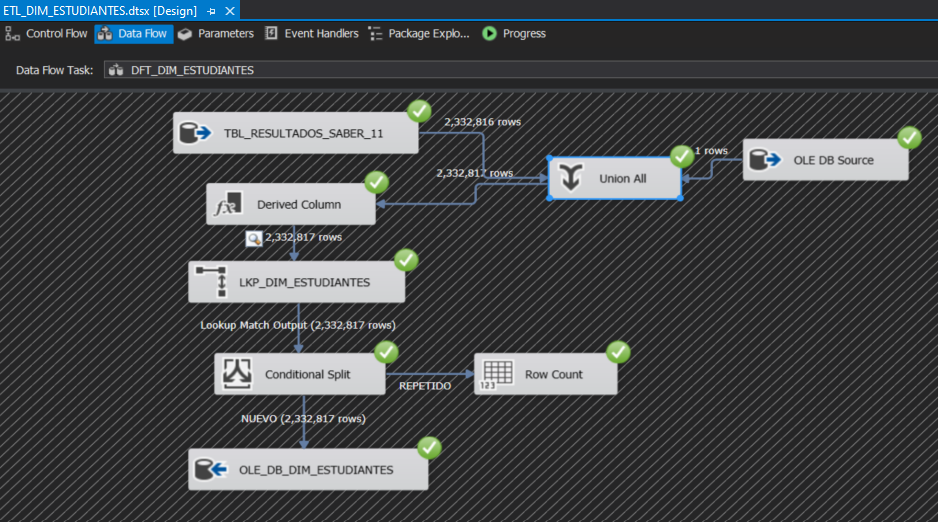 ETL_DIM_ESTUDIANTES.dtsx [Design]
Control Flow Data Flow Parameters Event Handlers Package Explo... Progress
Data Flow Task: DFT_DIM_ESTUDIANTES
TBL_RESULTADOS_SABER_11
2,332,816 rows
OLE DB Source
1 rows
Union All
2,332,817 rows
Derived Column
2,332,817 rows
LKP_DIM_ESTUDIANTES
Lookup Match Output (2,332,817 rows)
Conditional Split
REPETIDO
123
Row Count
NUEVO (2,332,817 rows)
OLE_DB_DIM_ESTUDIANTES